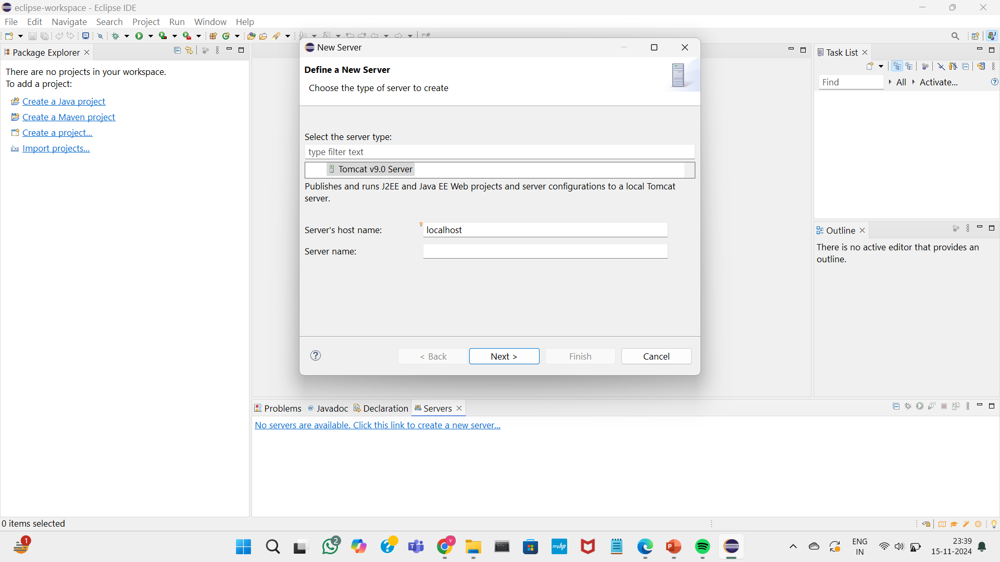 eclipse-workspace - Eclipse IDE
File Edit Navigate Search Project Run Window Help
Package Explorer
There are no projects in your workspace.
To add a project:
Create a Java project
Create a Maven project
Create a project...
Import projects...
New Server
Define a New Server
Choose the type of server to create
Select the server type:
type filter text
Tomcat v9.0 Server
Publishes and runs J2EE and Java EE Web projects and server configurations to a local Tomcat
server.
Server's host name: localhost
Server name:
< Back Next > Finish Cancel
Task List
Find All Activate...
Outline
There is no active editor that provides an
outline.
Problems Javadoc Declaration Servers
No servers are available. Click this link to create a new server...
0 items selected
1
2
myhp
ENG
IN
23:39
15-11-2024